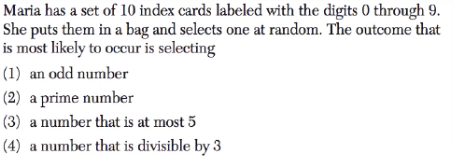 Maria has a set of 10 index cards labeled with the digits 0 through 9.
She puts them in a bag and selects one at random. The outcome that
is most likely to occur is selecting
(1) an odd number
(2) a prime number
(3) a number that is at most 5
(4) a number that is divisible by 3